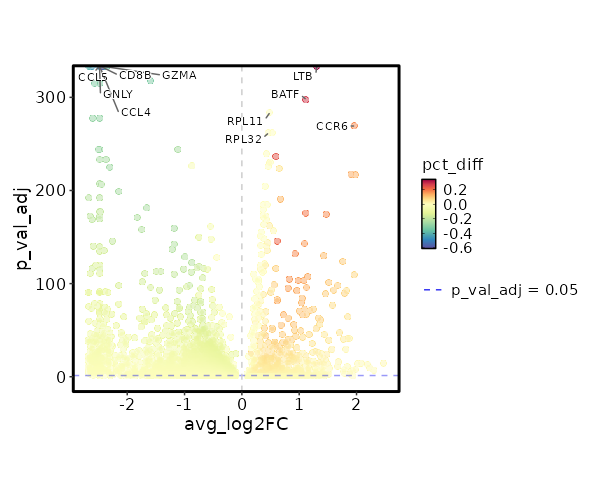 CCL5
CD8B
GZMA
GNLY
CCL4
LTB
BATF
RPL11
RPL32
CCR6
p_val_adj
300
200
100
0
-2
-1
0
1
2
avg_log2FC
pct_diff
0.2
0.0
-0.2
-0.4
-0.6
p_val_adj = 0.05